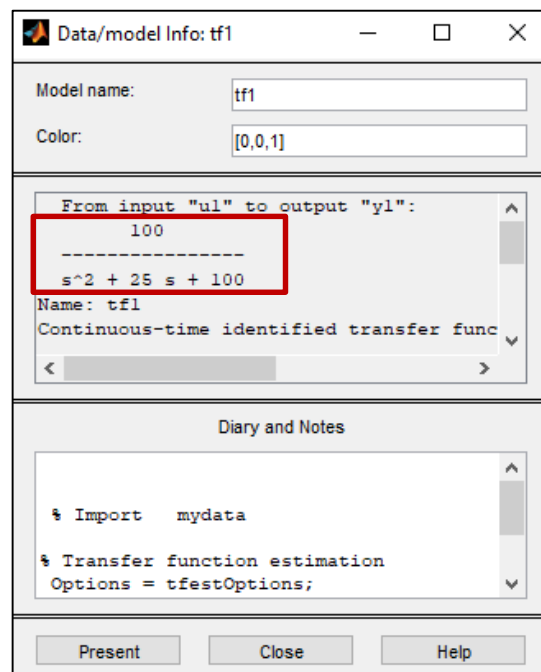 Data/model Info: tf1
Model name:
tf1
Color:
[0,0,1]
From input "u1" to output "y1":
100
----------------
s^2 + 25 s + 100
Name: tf1
Continuous-time identified transfer func
Diary and Notes
% Import   mydata
% Transfer function estimation
Options = tfestOptions;
Present
Close
Help